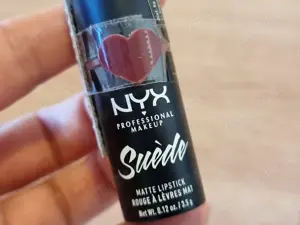 NYX
PROFESSIONAL
MAKEUP
Suède
MATTE LIPSTICK
ROUGE À LÈVRES MAT
Net Wt. 0.12 oz. / 3.5 g